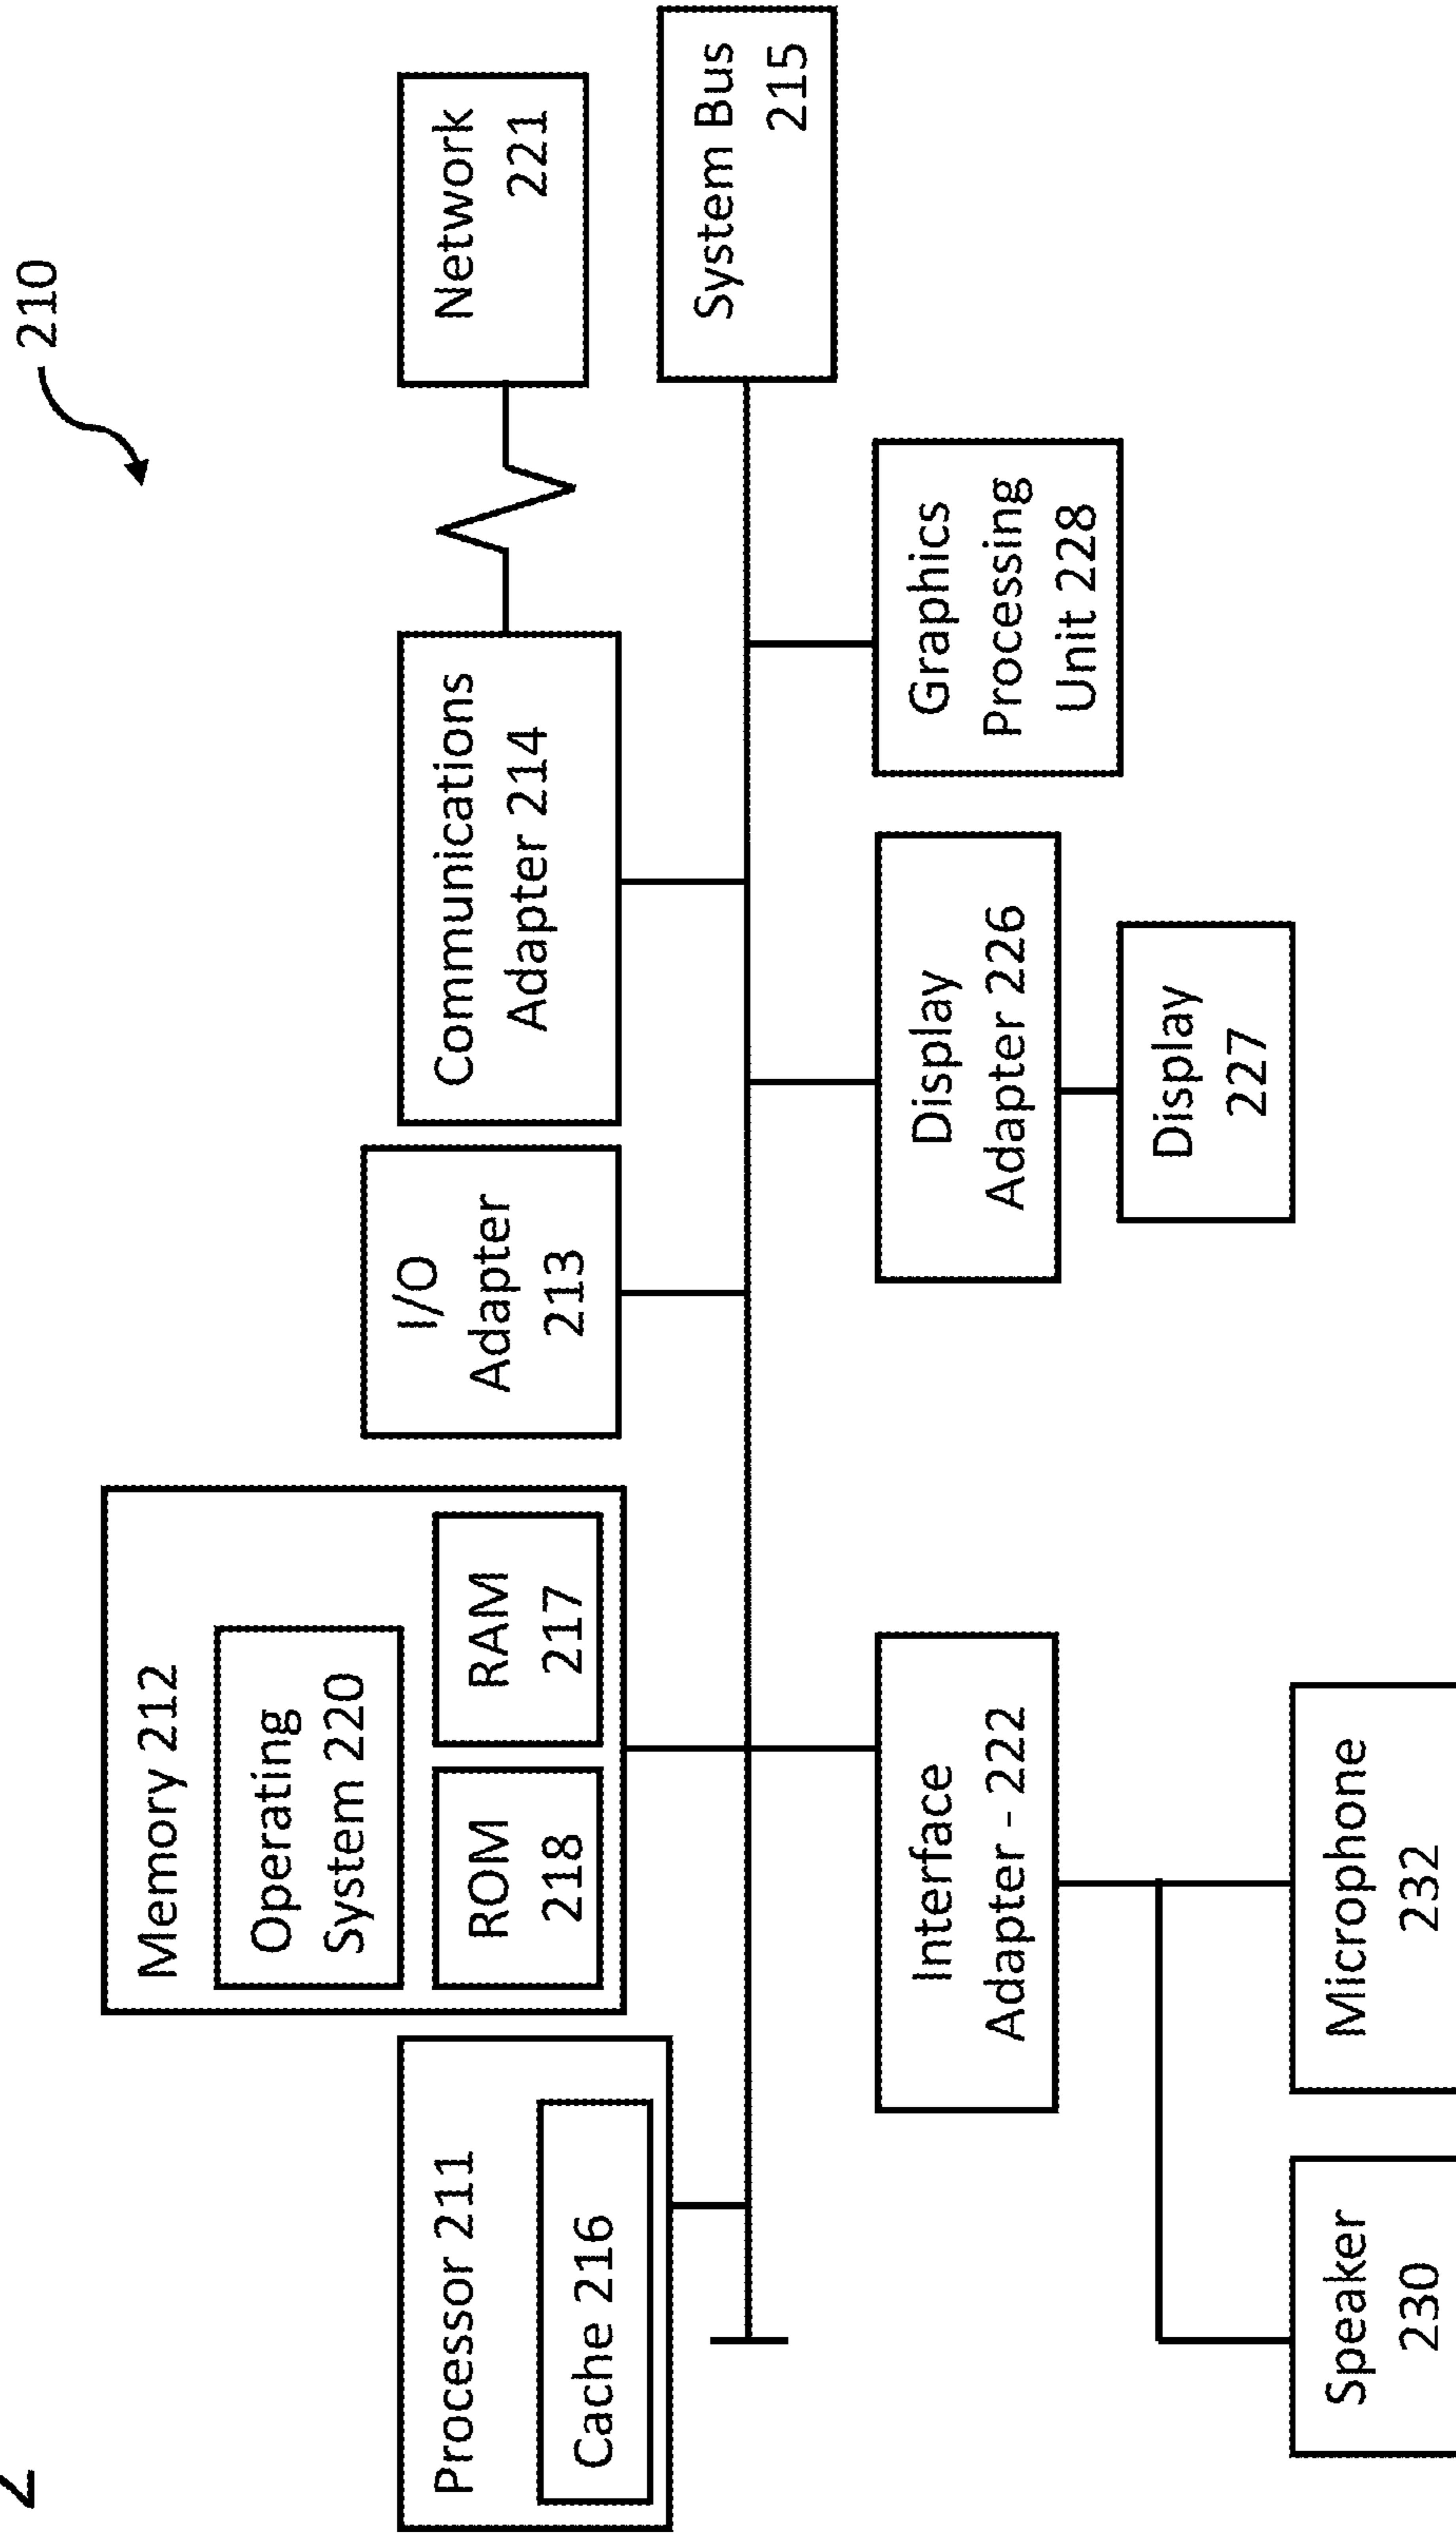 2
210
Processor 211
Cache 216
Memory 212
Operating
System 220
ROM
218
RAM
217
I/O
Adapter
213
Communications
Adapter 214
Network
221
System Bus
215
Interface
Adapter - 222
Display
Adapter 226
Graphics
Processing
Unit 228
Display
227
Speaker
230
Microphone
232